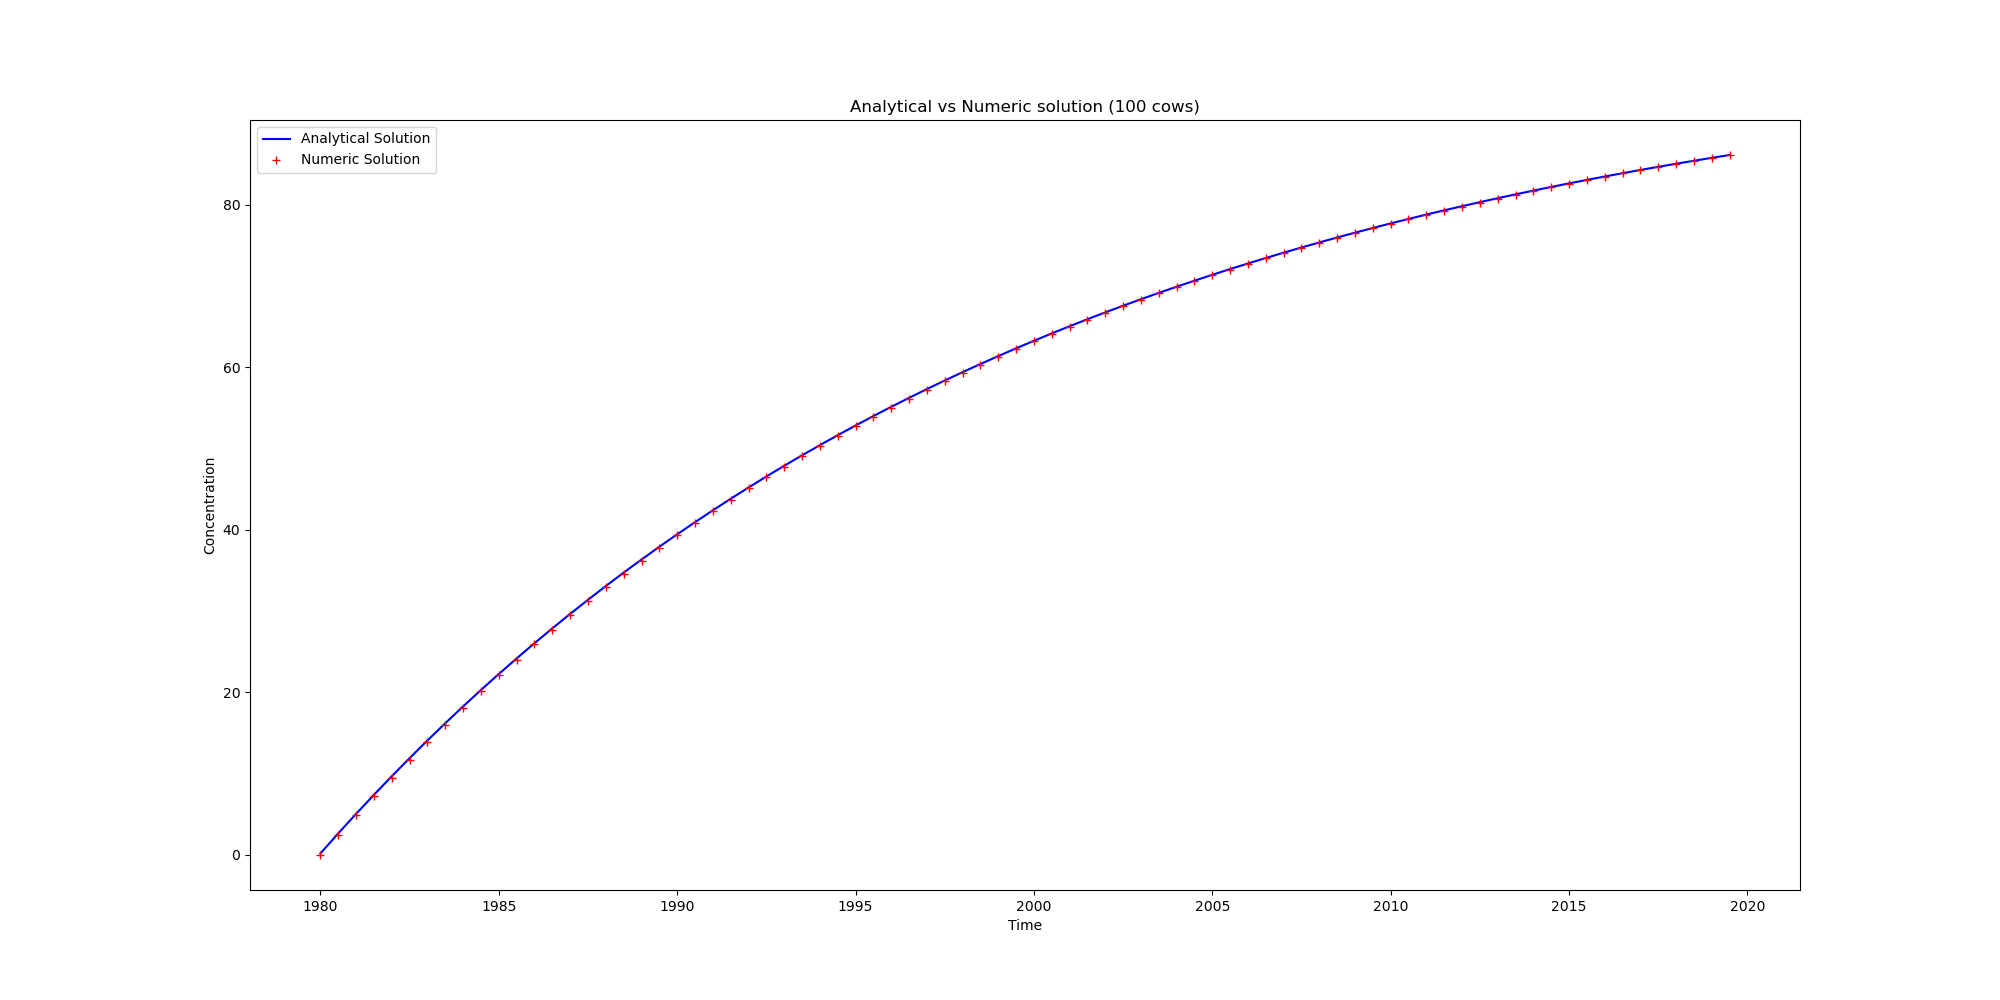 Analytical vs Numeric solution (100 cows)
Analytical Solution
Numeric Solution
80
60
40
20
0
Concentration
1980 1985 1990 1995 2000 2005 2010 2015 2020
Time